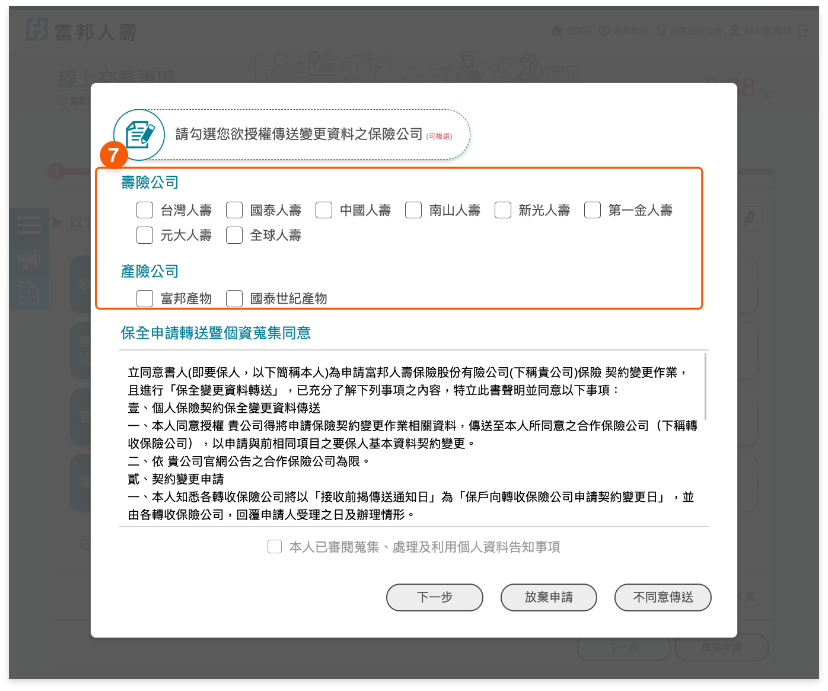 富邦人壽
線上交易專區
請勾選您欲授權傳送變更資料之保險公司 (可複選)
7
壽險公司
台灣人壽 國泰人壽 中國人壽 南山人壽 新光人壽 第一金人壽
元大人壽 全球人壽
產險公司
富邦產物 國泰世紀產物
保全申請轉送暨個資蒐集同意
立同意書人(即要保人，以下簡稱本人)為申請富邦人壽保險股份有險公司(下稱貴公司)保險 契約變更作業，
且進行「保全變更資料轉送」，已充分了解下列事項之內容，特立此書聲明並同意以下事項：
壹、個人保險契約保全變更資料傳送
一、本人同意授權 貴公司得將申請保險契約變更作業相關資料，傳送至本人所同意之合作保險公司（下稱轉
收保險公司），以申請與前相同項目之要保人基本資料契約變更。
二、依 貴公司官網公告之合作保險公司為限。
貳、契約變更申請
一、本人知悉各轉收保險公司將以「接收前揭傳送通知日」為「保戶向轉收保險公司申請契約變更日」，並
由各轉收保險公司，回覆申請人受理之日及辦理情形。
本人已審閱蒐集、處理及利用個人資料告知事項
下一步 放棄申請 不同意傳送
下一步 放棄申請